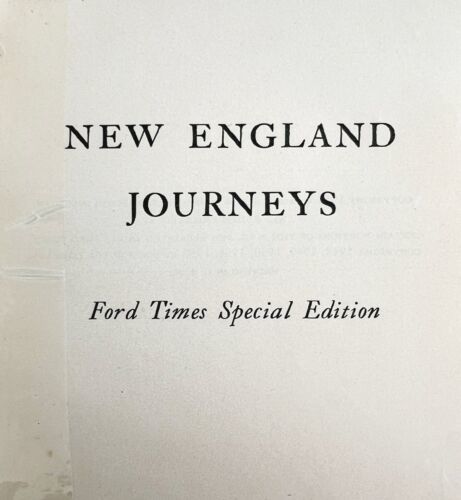 NEW ENGLAND
JOURNEYS
Ford Times Special Edition